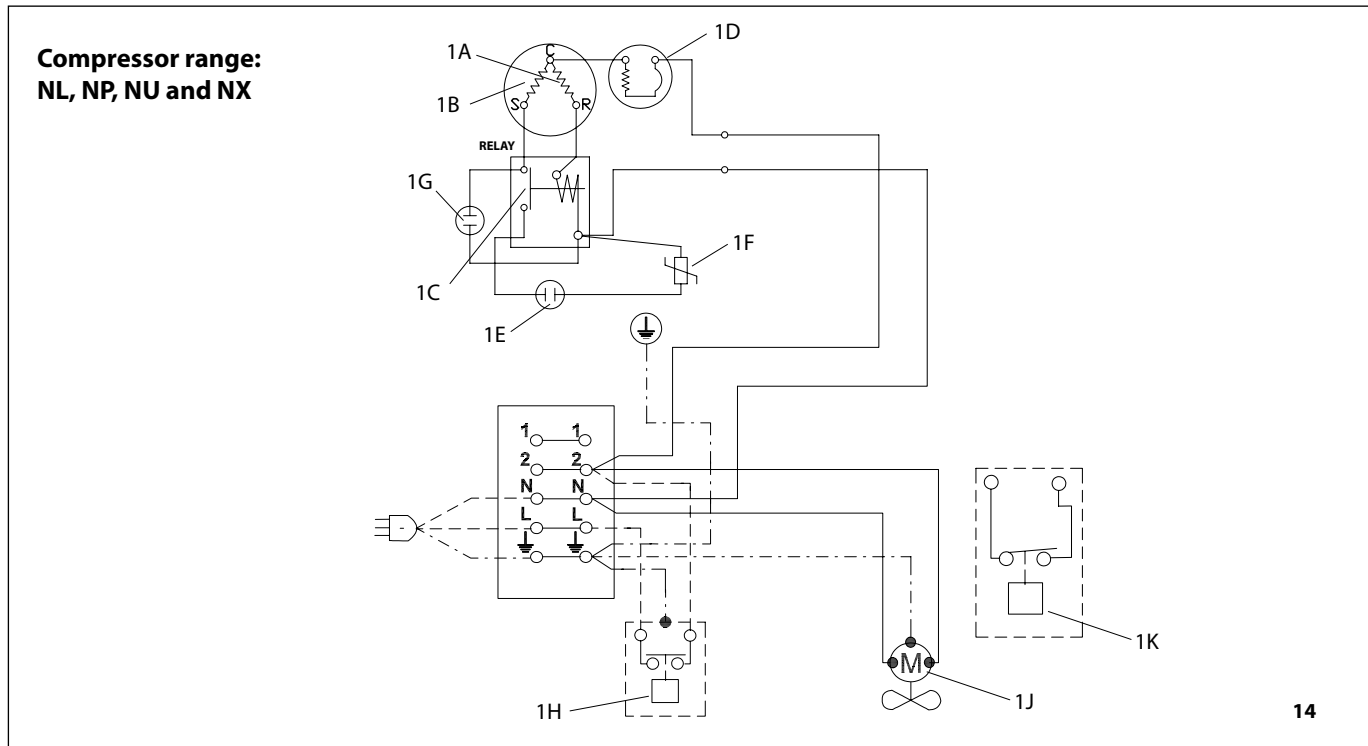 Compressor range:
NL, NP, NU and NX
1A
C
1D
1B
S
R
RELAY
1G
1C
1F
1E
1 1
2 2
N N
L L
1K
M
1H
1J
14